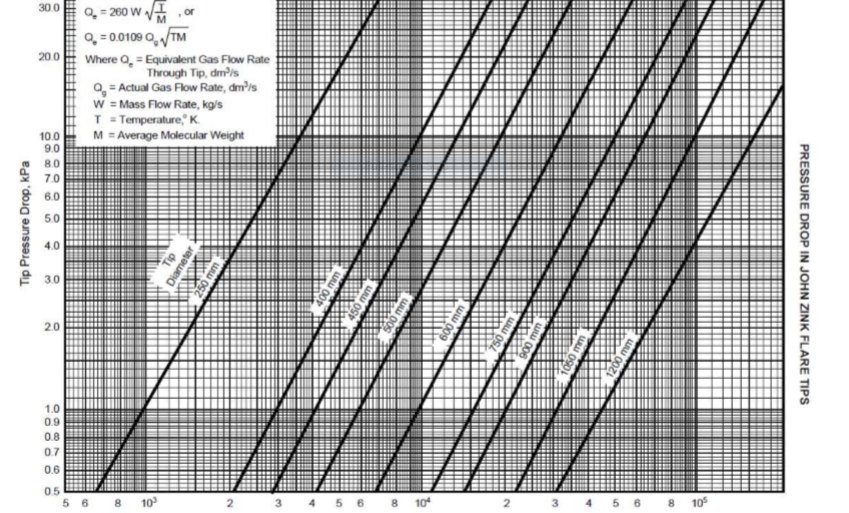 30.0
20.0
10.0
9.0
8.0
7.0
6.0
5.0
4.0
3.0
2.0
1.0
0.9
0.8
0.7
0.6
0.5
Tip Pressure Drop, kPa
Qₑ = 260 W √(T/M) , or
Qₑ = 0.0109 Q₉ √TM
Where Qₑ = Equivalent Gas Flow Rate
Through Tip, dm³/s
Q₉ = Actual Gas Flow Rate, dm³/s
W = Mass Flow Rate, kg/s
T = Temperature,° K.
M = Average Molecular Weight
Tip
Diameter
250 mm
400 mm
450 mm
500 mm
600 mm
750 mm
900 mm
1050 mm
1200 mm
5 6 8 10³ 2 3 4 5 6 8 10⁴ 2 3 4 5 6 8 10⁵
PRESSURE DROP IN JOHN ZINK FLARE TIPS